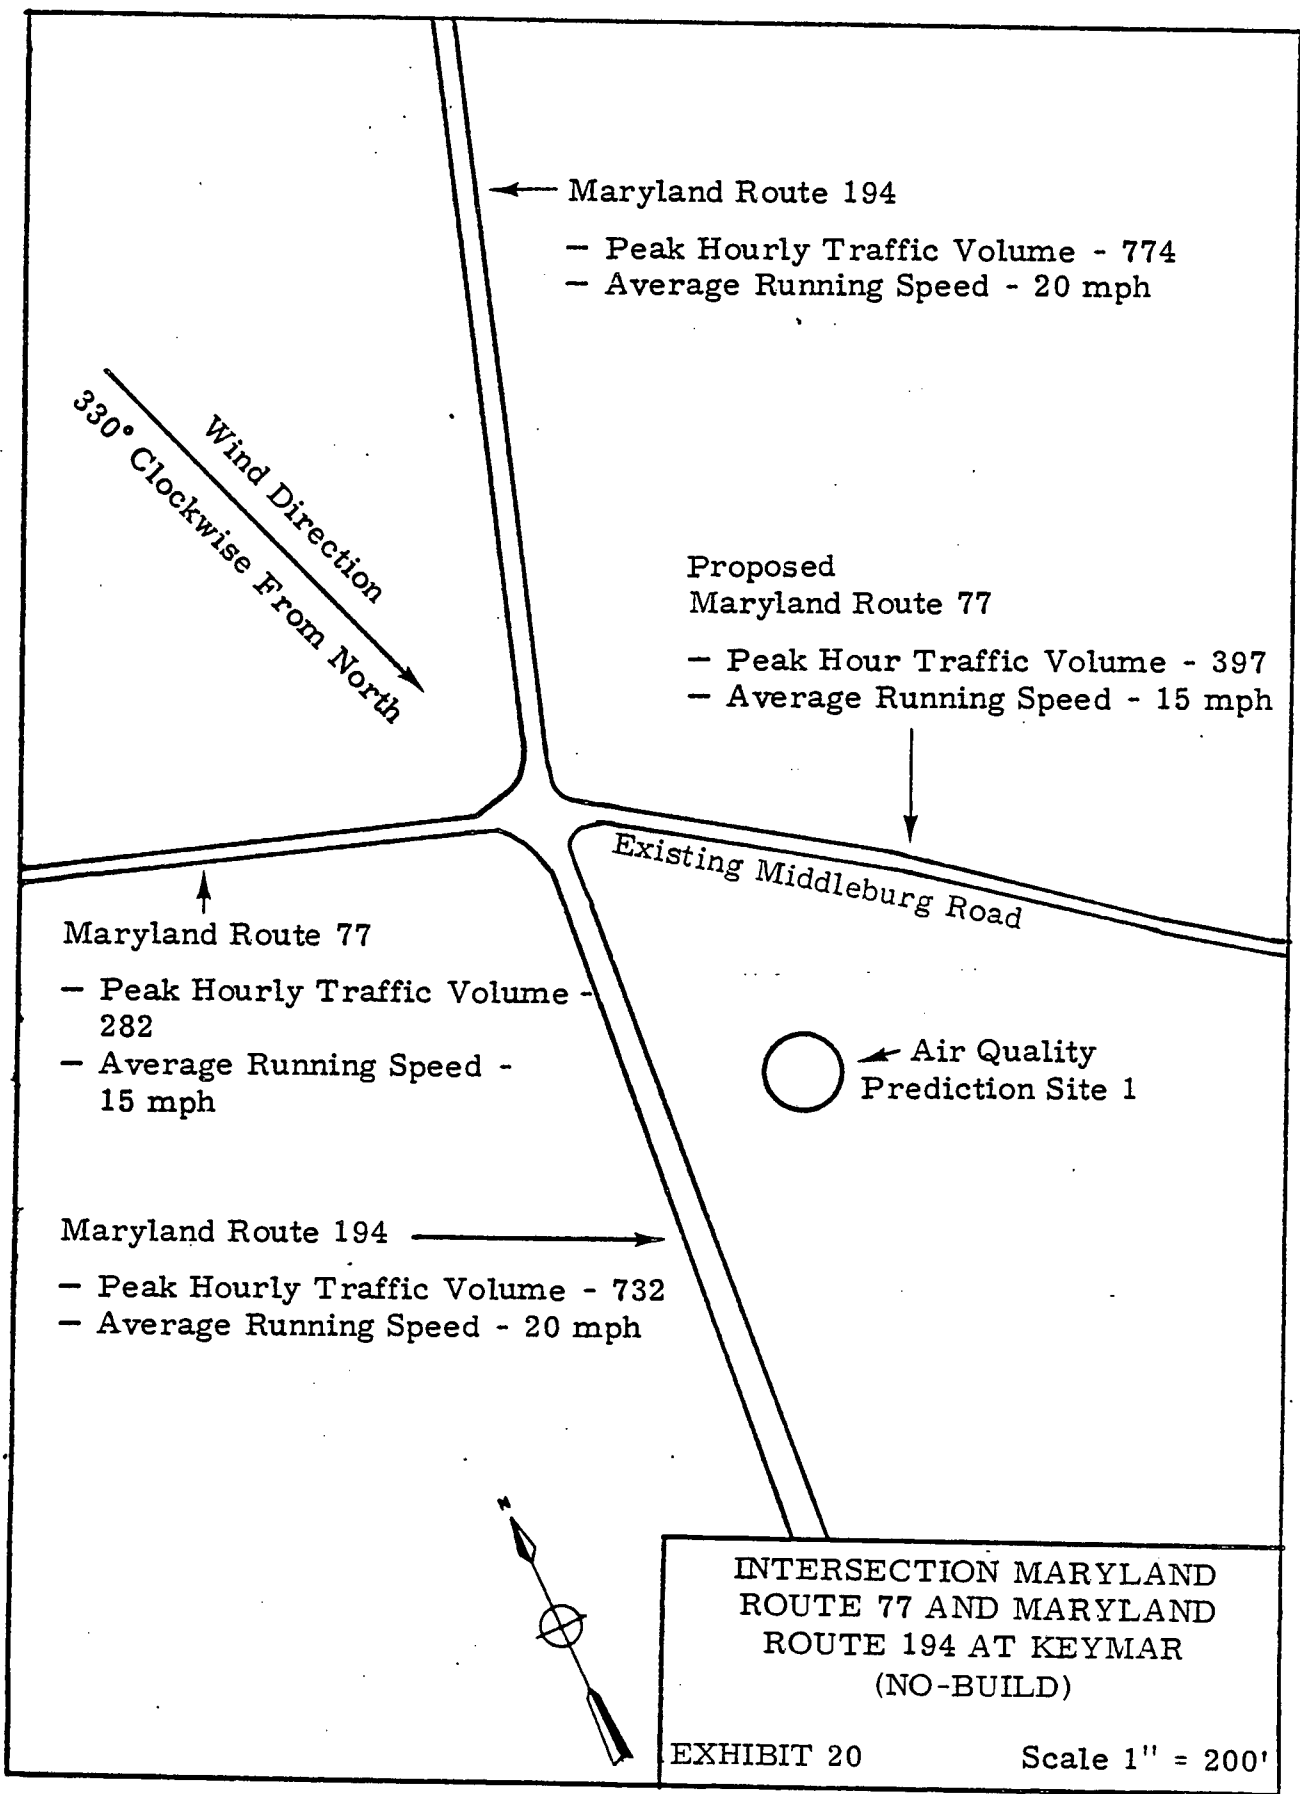 Maryland Route 194
— Peak Hourly Traffic Volume - 774
— Average Running Speed - 20 mph
Wind Direction
330° Clockwise From North
Proposed
Maryland Route 77
— Peak Hour Traffic Volume - 397
— Average Running Speed - 15 mph
Existing Middleburg Road
Maryland Route 77
— Peak Hourly Traffic Volume -
282
— Average Running Speed -
15 mph
Air Quality
Prediction Site 1
Maryland Route 194
— Peak Hourly Traffic Volume - 732
— Average Running Speed - 20 mph
N
INTERSECTION MARYLAND
ROUTE 77 AND MARYLAND
ROUTE 194 AT KEYMAR
(NO-BUILD)
EXHIBIT 20 Scale 1" = 200'